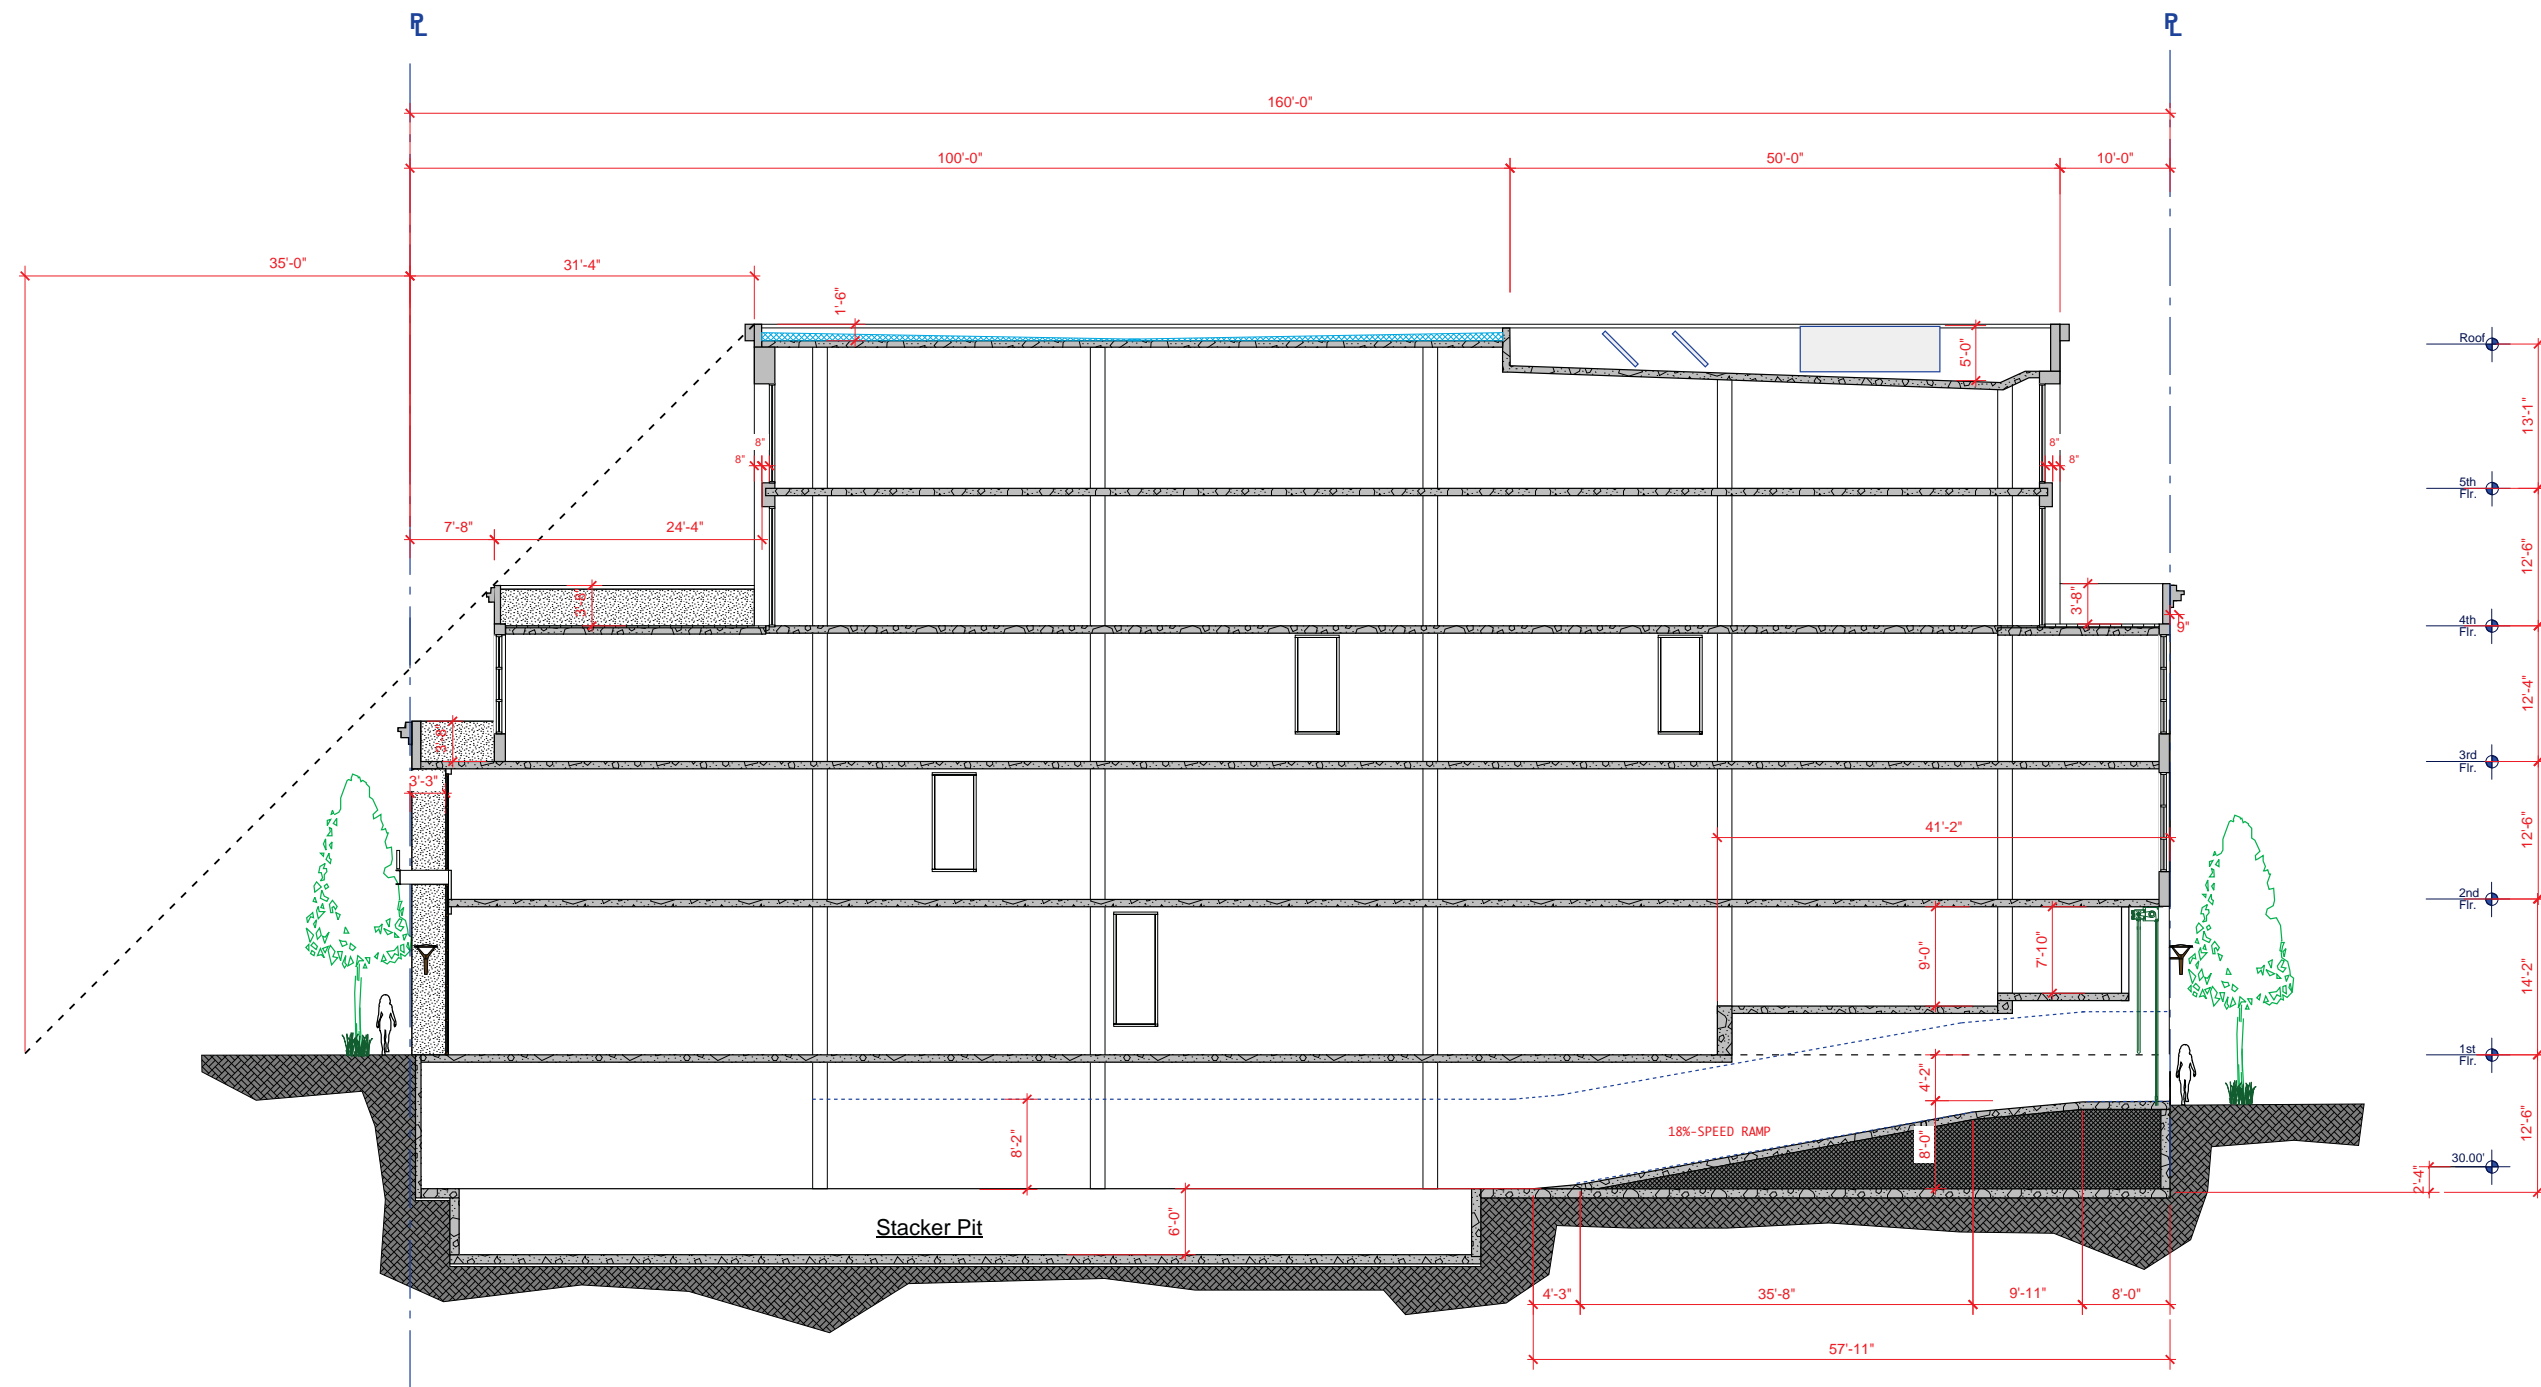 PL PL
160'-0"
100'-0" 50'-0" 10'-0"
35'-0" 31'-4"
1'-6"
5'-0"
Roof
13'-1"
8" 8"
8" 8"
5th
Flr.
7'-8" 24'-4"
12'-6"
3'-8 3'-8"
9"
4th
Flr.
12'-4"
3'-8
3rd
Flr.
3'-3"
41'-2"
12'-6"
2nd
Flr.
9'-0" 7'-10"
14'-2"
1st
Flr.
4'-2"
8'-2"
18%-SPEED RAMP
8'-0"
12'-6"
30.00'
2'-4"
Stacker Pit
6'-0"
4'-3" 35'-8" 9'-11" 8'-0"
57'-11"